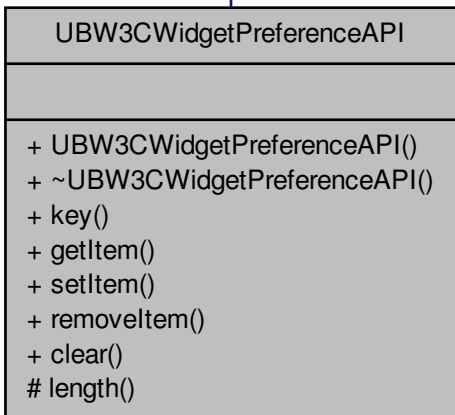 UBW3CWidgetPreferenceAPI
+ UBW3CWidgetPreferenceAPI()
+ ~UBW3CWidgetPreferenceAPI()
+ key()
+ getItem()
+ setItem()
+ removeItem()
+ clear()
# length()